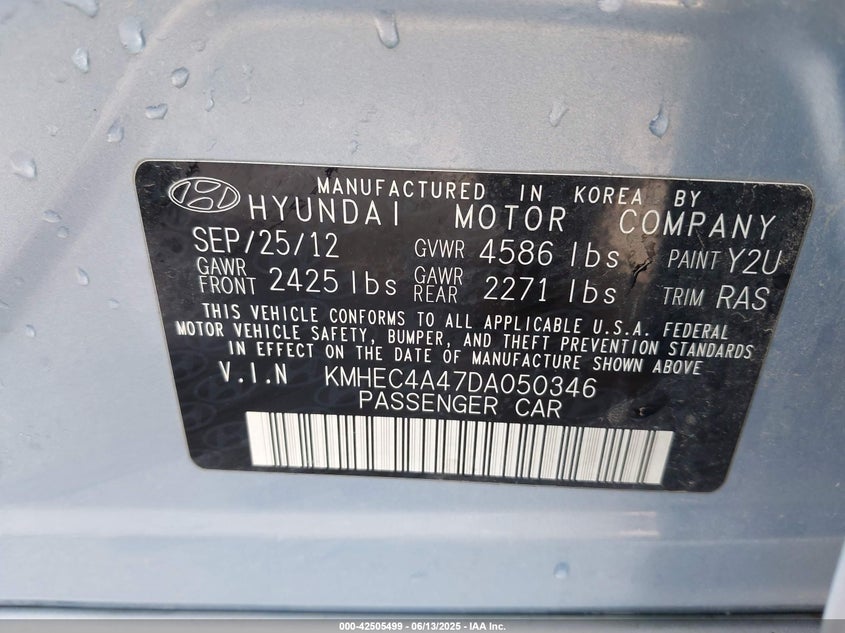 MANUFACTURED IN KOREA BY
HYUNDAI MOTOR COMPANY
SEP/25/12 GVWR 4586 lbs PAINT Y2U
GAWR FRONT 2425 lbs GAWR REAR 2271 lbs TRIM RAS
THIS VEHICLE CONFORMS TO ALL APPLICABLE U.S.A. FEDERAL
MOTOR VEHICLE SAFETY, BUMPER, AND THEFT PREVENTION STANDARDS
IN EFFECT ON THE DATE OF MANUFACTURE SHOWN ABOVE
V.I.N KMHEC4A47DA050346
PASSENGER CAR
000-42505499 - 06/13/2025 - IAA Inc.